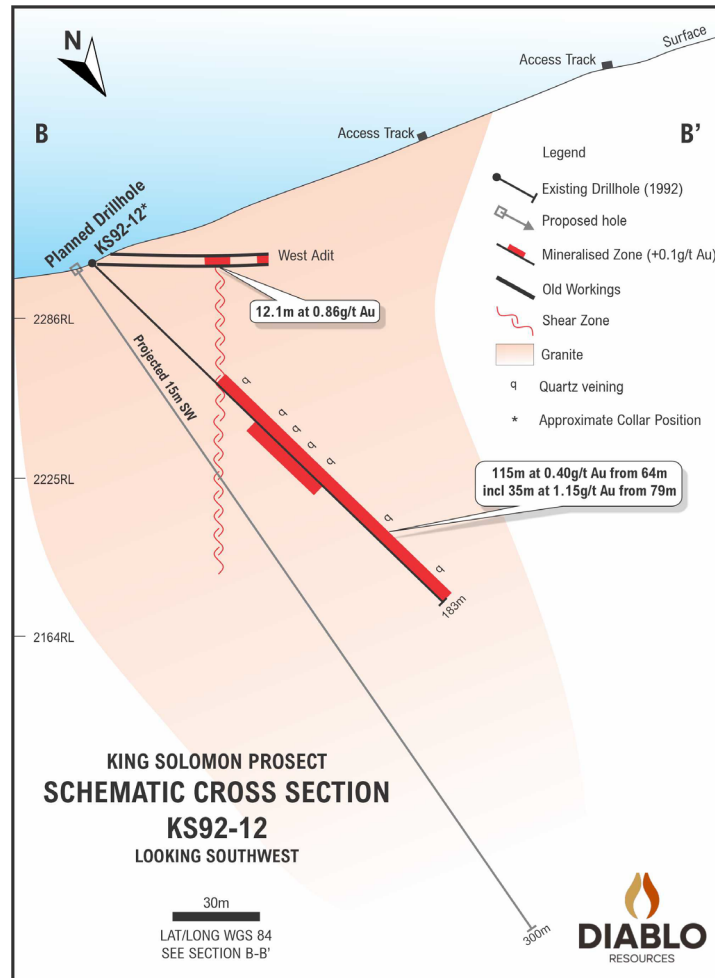 N
Surface
Access Track
Access Track
B
B'
Legend
Existing Drillhole (1992)
Proposed hole
Mineralised Zone (+0.1g/t Au)
Old Workings
Shear Zone
Granite
q Quartz veining
* Approximate Collar Position
Planned Drillhole
KS92-12*
West Adit
12.1m at 0.86g/t Au
2286RL
Projected 15m SW
q
q
q
q
q
2225RL
115m at 0.40g/t Au from 64m
incl 35m at 1.15g/t Au from 79m
q
q
183m
2164RL
KING SOLOMON PROSECT
SCHEMATIC CROSS SECTION
KS92-12
LOOKING SOUTHWEST
30m
LAT/LONG WGS 84
SEE SECTION B-B'
300m
DIABLO
RESOURCES